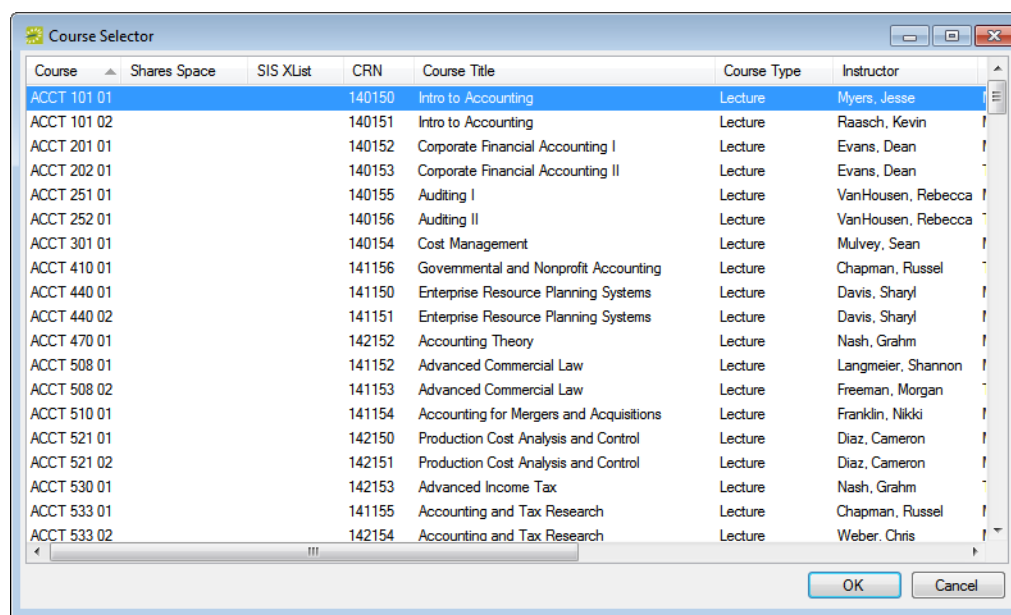 Course Selector
Course Shares Space SIS XList CRN Course Title Course Type Instructor
ACCT 101 01 140150 Intro to Accounting Lecture Myers, Jesse
ACCT 101 02 140151 Intro to Accounting Lecture Raasch, Kevin
ACCT 201 01 140152 Corporate Financial Accounting I Lecture Evans, Dean
ACCT 202 01 140153 Corporate Financial Accounting II Lecture Evans, Dean
ACCT 251 01 140155 Auditing I Lecture VanHousen, Rebecca
ACCT 252 01 140156 Auditing II Lecture VanHousen, Rebecca
ACCT 301 01 140154 Cost Management Lecture Mulvey, Sean
ACCT 410 01 141156 Governmental and Nonprofit Accounting Lecture Chapman, Russel
ACCT 440 01 141150 Enterprise Resource Planning Systems Lecture Davis, Sharyl
ACCT 440 02 141151 Enterprise Resource Planning Systems Lecture Davis, Sharyl
ACCT 470 01 142152 Accounting Theory Lecture Nash, Grahm
ACCT 508 01 141152 Advanced Commercial Law Lecture Langmeier, Shannon
ACCT 508 02 141153 Advanced Commercial Law Lecture Freeman, Morgan
ACCT 510 01 141154 Accounting for Mergers and Acquisitions Lecture Franklin, Nikki
ACCT 521 01 142150 Production Cost Analysis and Control Lecture Diaz, Cameron
ACCT 521 02 142151 Production Cost Analysis and Control Lecture Diaz, Cameron
ACCT 530 01 142153 Advanced Income Tax Lecture Nash, Grahm
ACCT 533 01 141155 Accounting and Tax Research Lecture Chapman, Russel
ACCT 533 02 142154 Accounting and Tax Research Lecture Weber, Chris
OK Cancel